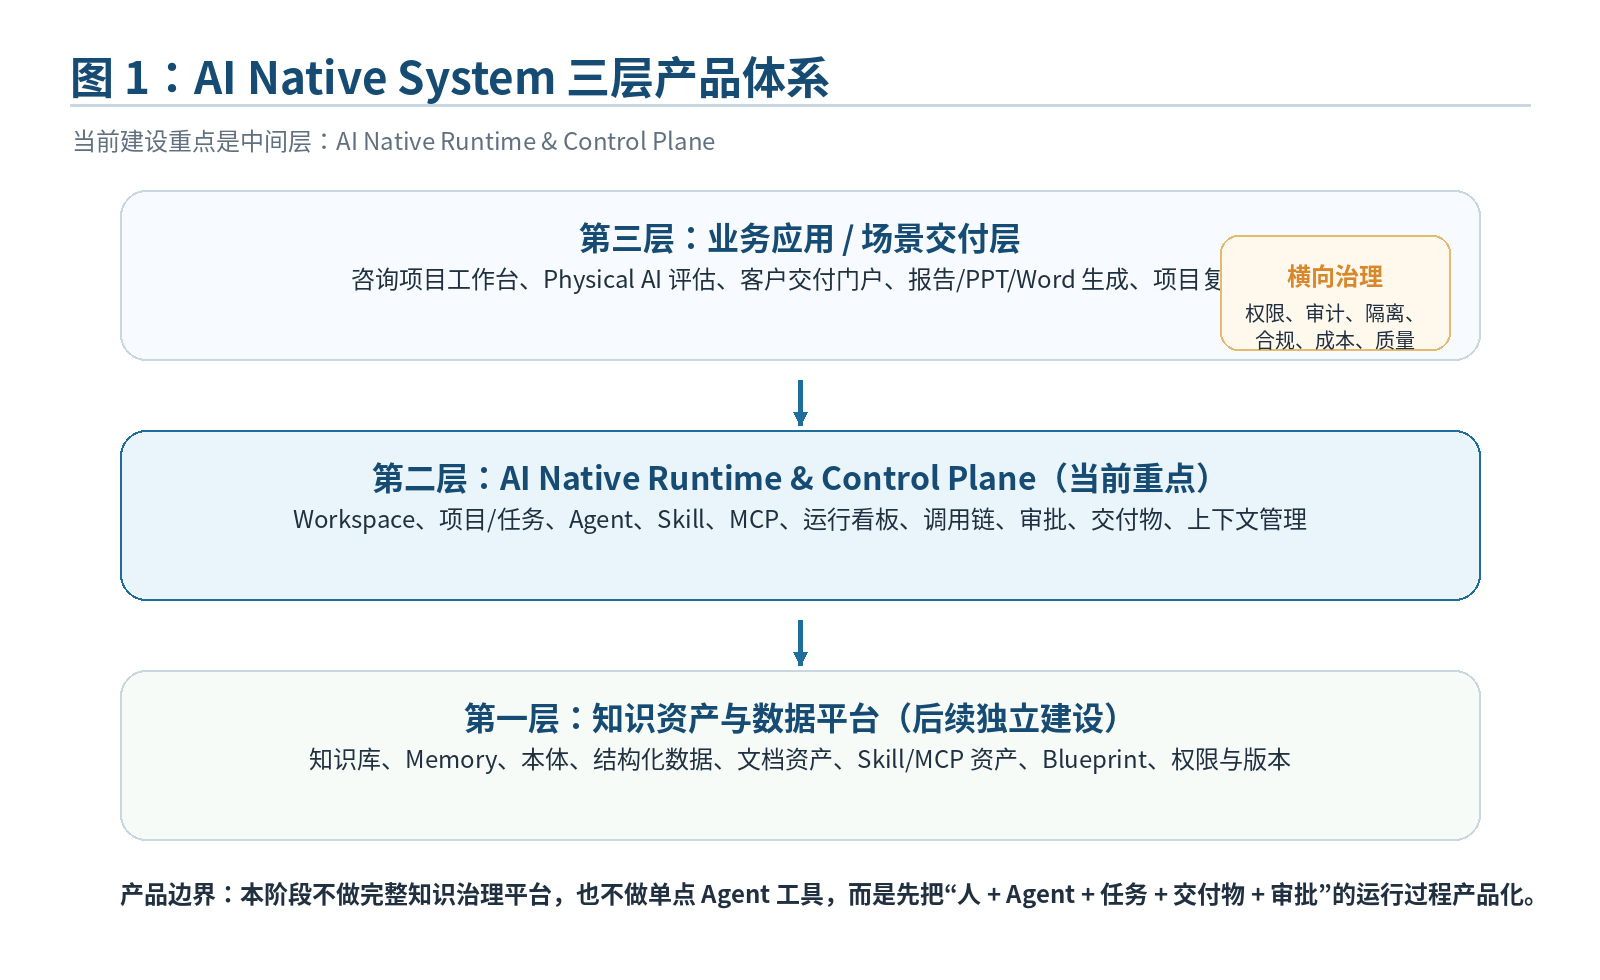 图 1：AI Native System 三层产品体系
当前建设重点是中间层：AI Native Runtime & Control Plane
第三层：业务应用 / 场景交付层
咨询项目工作台、Physical AI 评估、客户交付门户、报告/PPT/Word 生成、项目复
横向治理
权限、审计、隔离、
合规、成本、质量
第二层：AI Native Runtime & Control Plane（当前重点）
Workspace、项目/任务、Agent、Skill、MCP、运行看板、调用链、审批、交付物、上下文管理
第一层：知识资产与数据平台（后续独立建设）
知识库、Memory、本体、结构化数据、文档资产、Skill/MCP 资产、Blueprint、权限与版本
产品边界：本阶段不做完整知识治理平台，也不做单点 Agent 工具，而是先把“人 + Agent + 任务 + 交付物 + 审批”的运行过程产品化。